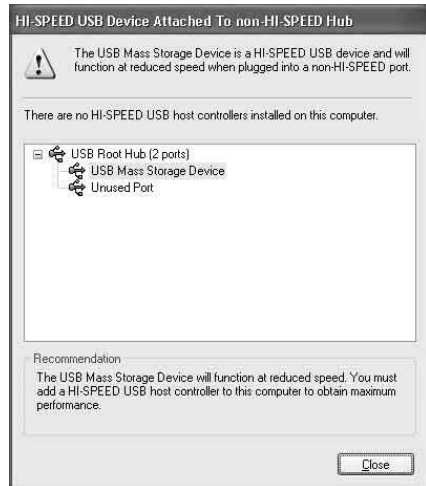 HI-SPEED USB Device Attached To non-HI-SPEED Hub
The USB Mass Storage Device is a HI-SPEED USB device and will
function at reduced speed when plugged into a non-HI-SPEED port.
There are no HI-SPEED USB host controllers installed on this computer.
USB Root Hub (2 ports)
USB Mass Storage Device
Unused Port
Recommendation
The USB Mass Storage Device will function at reduced speed. You must
add a HI-SPEED USB host controller to this computer to obtain maximum
performance.
Close